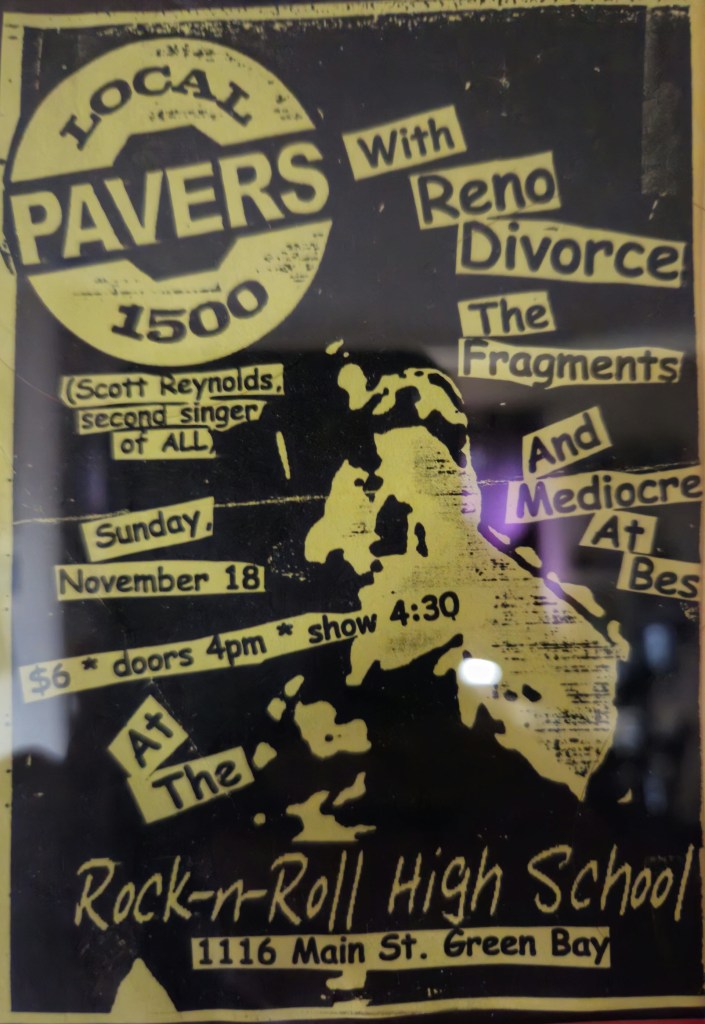 LOCAL
PAVERS
1500
With
Reno
Divorce
The
Fragments
(Scott Reynolds,
second singer
of ALL)
And
Mediocre
At
Bes
Sunday,
November 18
$6 * doors 4pm * show 4:30
At
The
Rock-n-Roll High School
1116 Main St. Green Bay